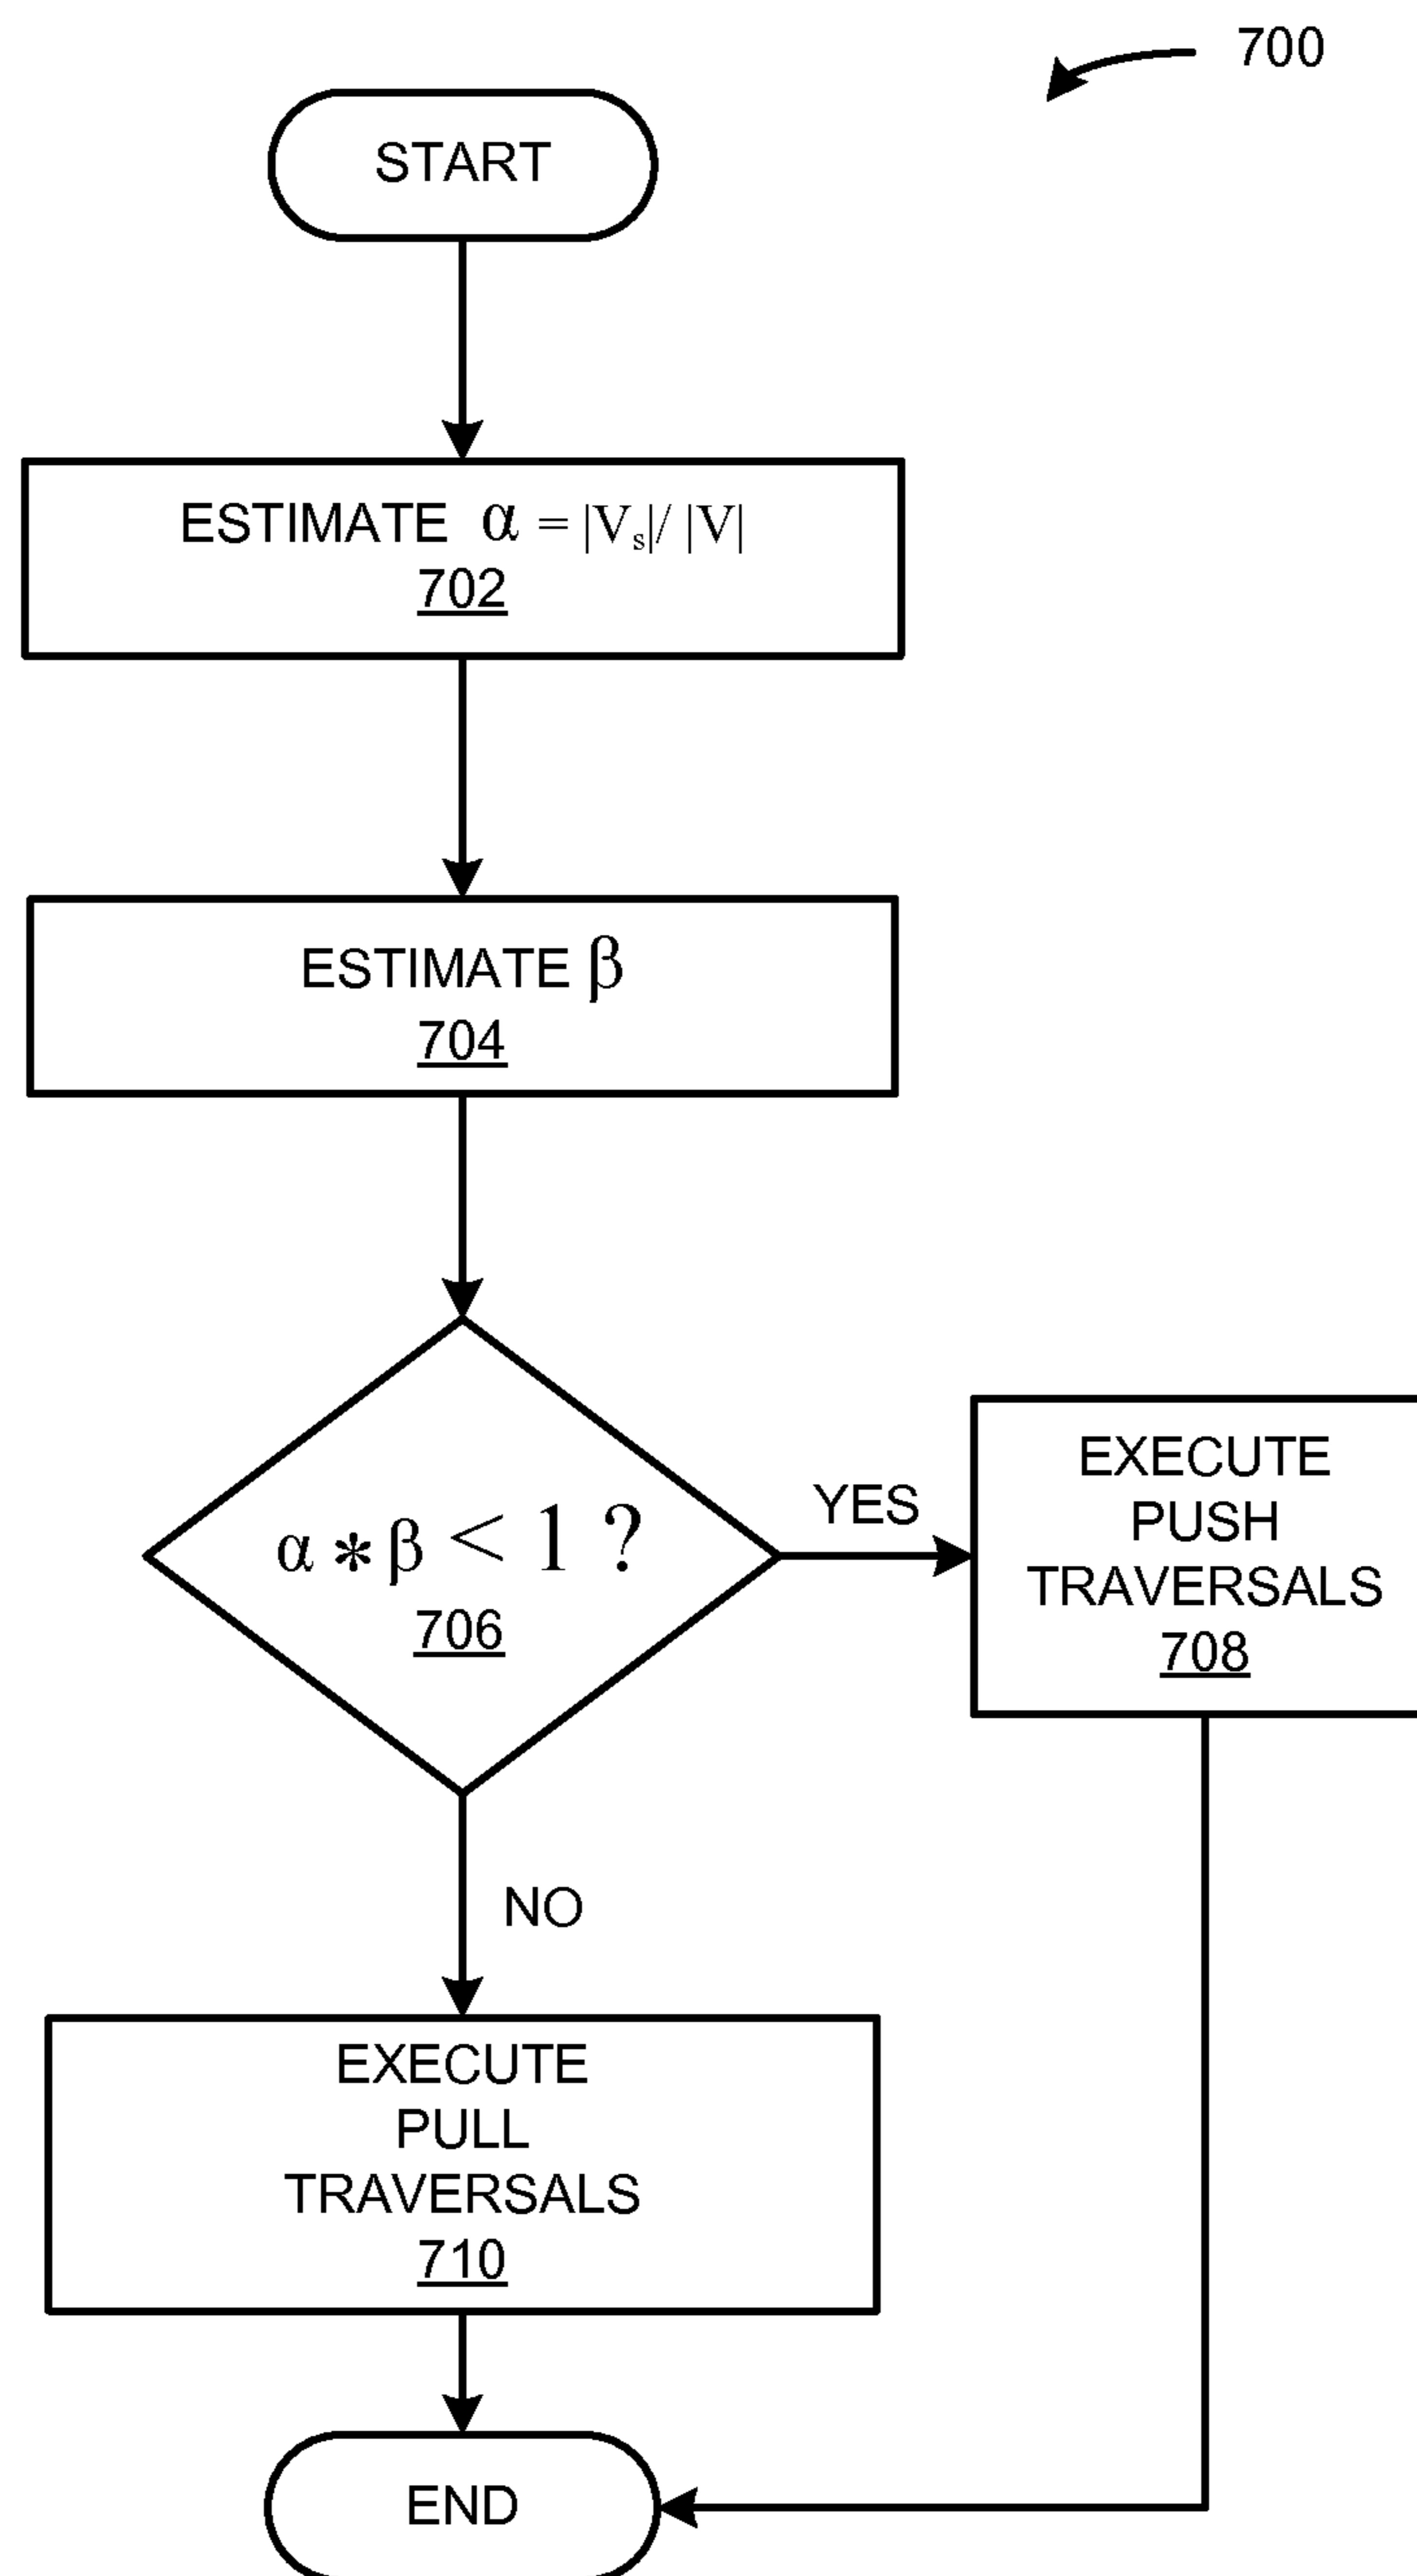 700
START
ESTIMATE α = |Vₛ|/ |V|
702
ESTIMATE β
704
α * β < 1 ?
706
YES
EXECUTE
PUSH
TRAVERSALS
708
NO
EXECUTE
PULL
TRAVERSALS
710
END